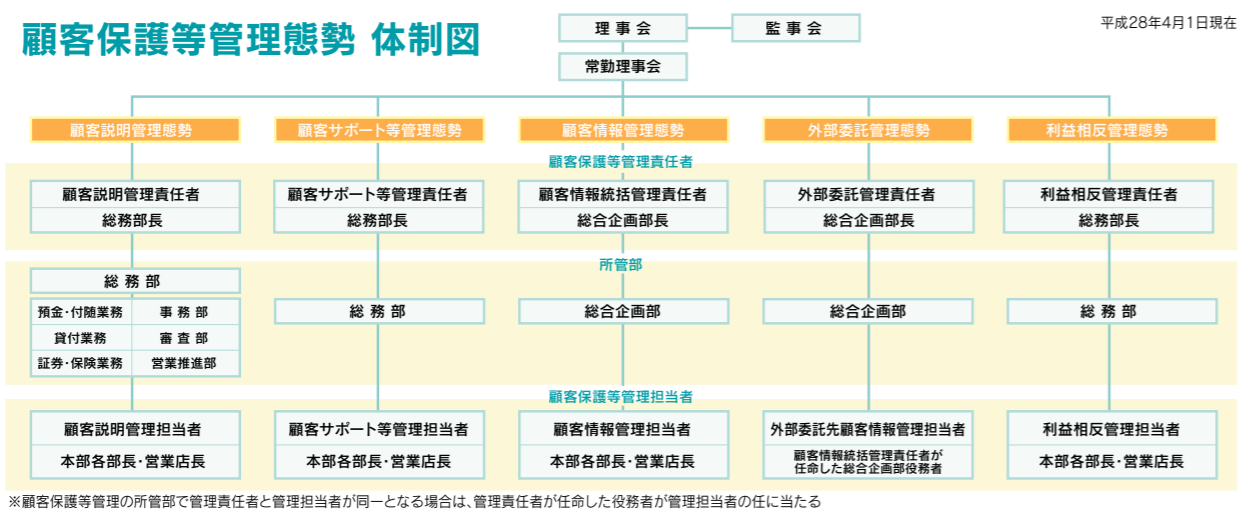 顧客保護等管理態勢 体制図
平成28年4月1日現在
理事会
監事会
常勤理事会
顧客説明管理態勢
顧客サポート等管理態勢
顧客情報管理態勢
外部委託管理態勢
利益相反管理態勢
顧客保護等管理責任者
顧客説明管理責任者
総務部長
顧客サポート等管理責任者
総務部長
顧客情報統括管理責任者
総合企画部長
外部委託管理責任者
総合企画部長
利益相反管理責任者
総務部長
所管部
総務部
預金・付随業務
事務部
貸付業務
審査部
証券・保険業務
営業推進部
総務部
総合企画部
総合企画部
総務部
顧客保護等管理担当者
顧客説明管理担当者
本部各部長・営業店長
顧客サポート等管理担当者
本部各部長・営業店長
顧客情報管理担当者
本部各部長・営業店長
外部委託先顧客情報管理担当者
顧客情報統括管理責任者が
任命した総合企画部役務者
利益相反管理担当者
本部各部長・営業店長
※顧客保護等管理の所管部で管理責任者と管理担当者が同一となる場合は、管理責任者が任命した役務者が管理担当者の任に当たる